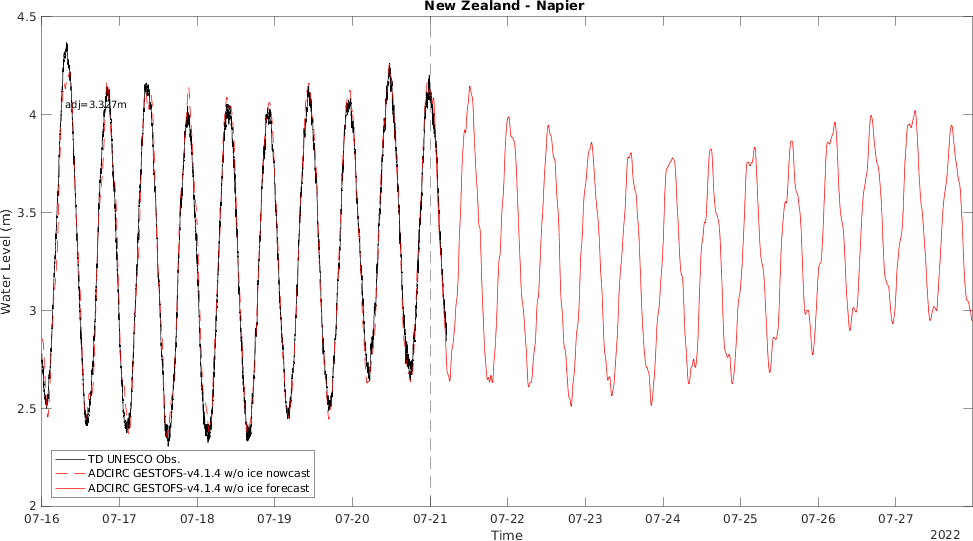 New Zealand - Napier
4.5
4
3.5
3
2.5
2
Water Level (m)
adj=3.327m
TD UNESCO Obs.
ADCIRC GESTOFS-v4.1.4 w/o ice nowcast
ADCIRC GESTOFS-v4.1.4 w/o ice forecast
07-16 07-17 07-18 07-19 07-20 07-21 07-22 07-23 07-24 07-25 07-26 07-27
Time
2022